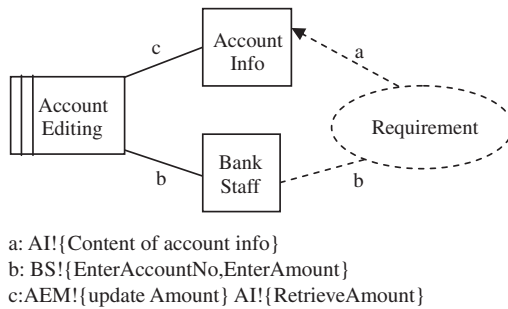 c
Account
Info
a
Account
Editing
Requirement
Bank
Staff
b
b
a: AI!{Content of account info}
b: BS!{EnterAccountNo,EnterAmount}
c:AEM!{update Amount} AI!{RetrieveAmount}